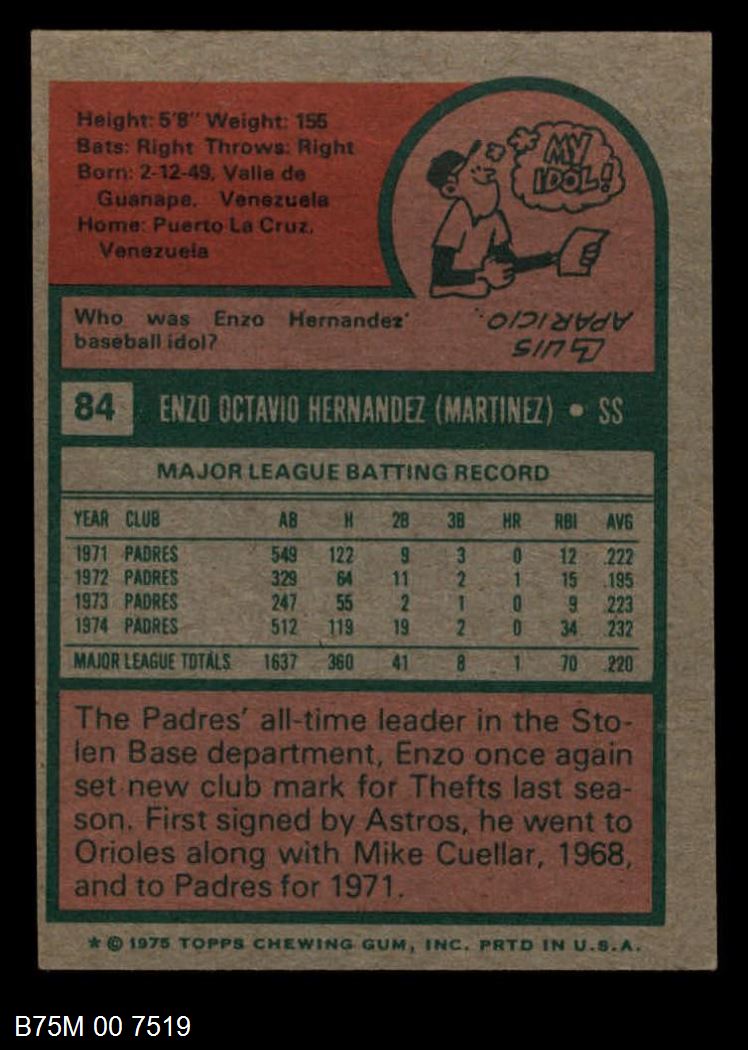 Height: 5'8" Weight: 155
Bats: Right Throws: Right
Born: 2-12-49, Valle de
Guanape, Venezuela
Home: Puerto La Cruz,
Venezuela
MY
IDOL!
Who was Enzo Hernandez'
baseball idol?
LUIS
APARICIO.
84 ENZO OCTAVIO HERNANDEZ (MARTINEZ) • SS
MAJOR LEAGUE BATTING RECORD
YEAR CLUB AB H 2B 3B HR RBI AVG
1971 PADRES 549 122 9 3 0 12 .222
1972 PADRES 329 64 11 2 1 15 .195
1973 PADRES 247 55 2 1 0 9 .223
1974 PADRES 512 119 19 2 0 34 .232
MAJOR LEAGUE TOTALS 1637 360 41 8 1 70 .220
The Padres' all-time leader in the Sto-
len Base department, Enzo once again
set new club mark for Thefts last sea-
son. First signed by Astros, he went to
Orioles along with Mike Cuellar, 1968,
and to Padres for 1971.
* © 1975 TOPPS CHEWING GUM, INC. PRTD IN U.S.A.
B75M 00 7519